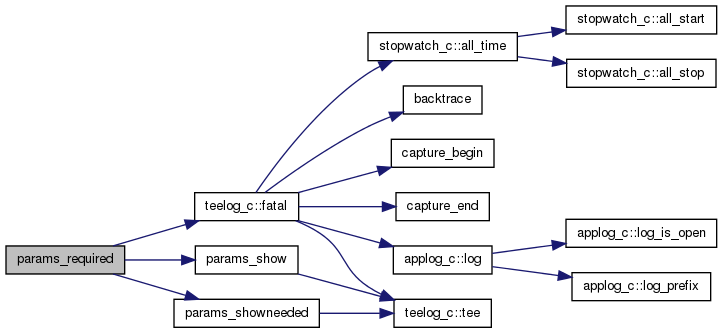 params_required
teelog_c::fatal
params_show
params_showneeded
stopwatch_c::all_time
backtrace
capture_begin
capture_end
applog_c::log
teelog_c::tee
stopwatch_c::all_start
stopwatch_c::all_stop
applog_c::log_is_open
applog_c::log_prefix